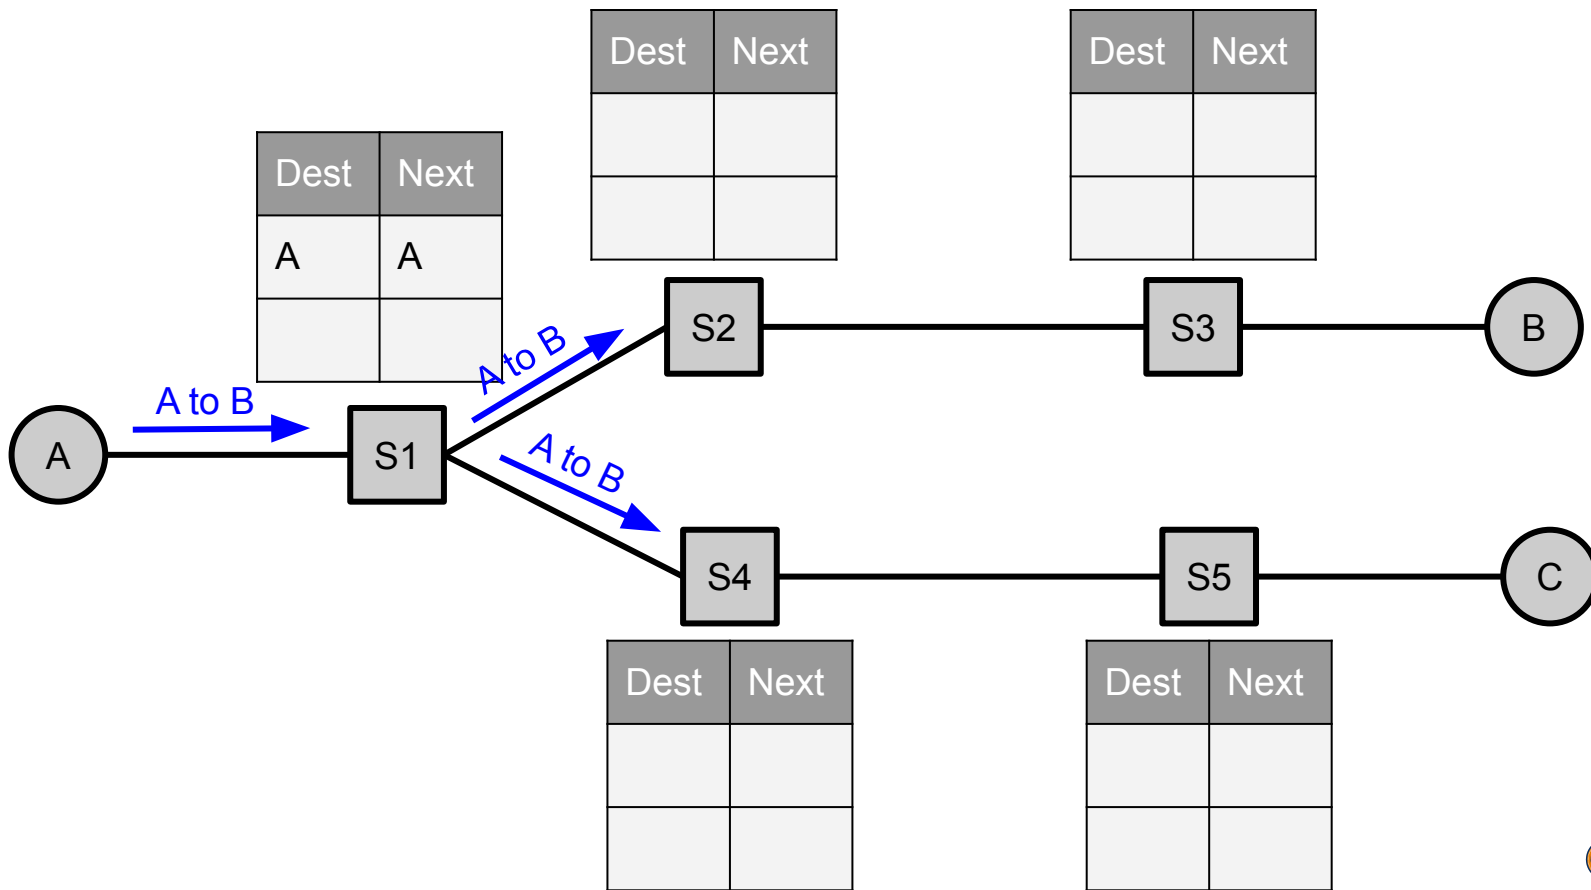 Dest Next
Dest Next
Dest Next
A A
S2
S3
B
A to B
A to B
A
S1
A to B
S4
S5
C
Dest Next
Dest Next